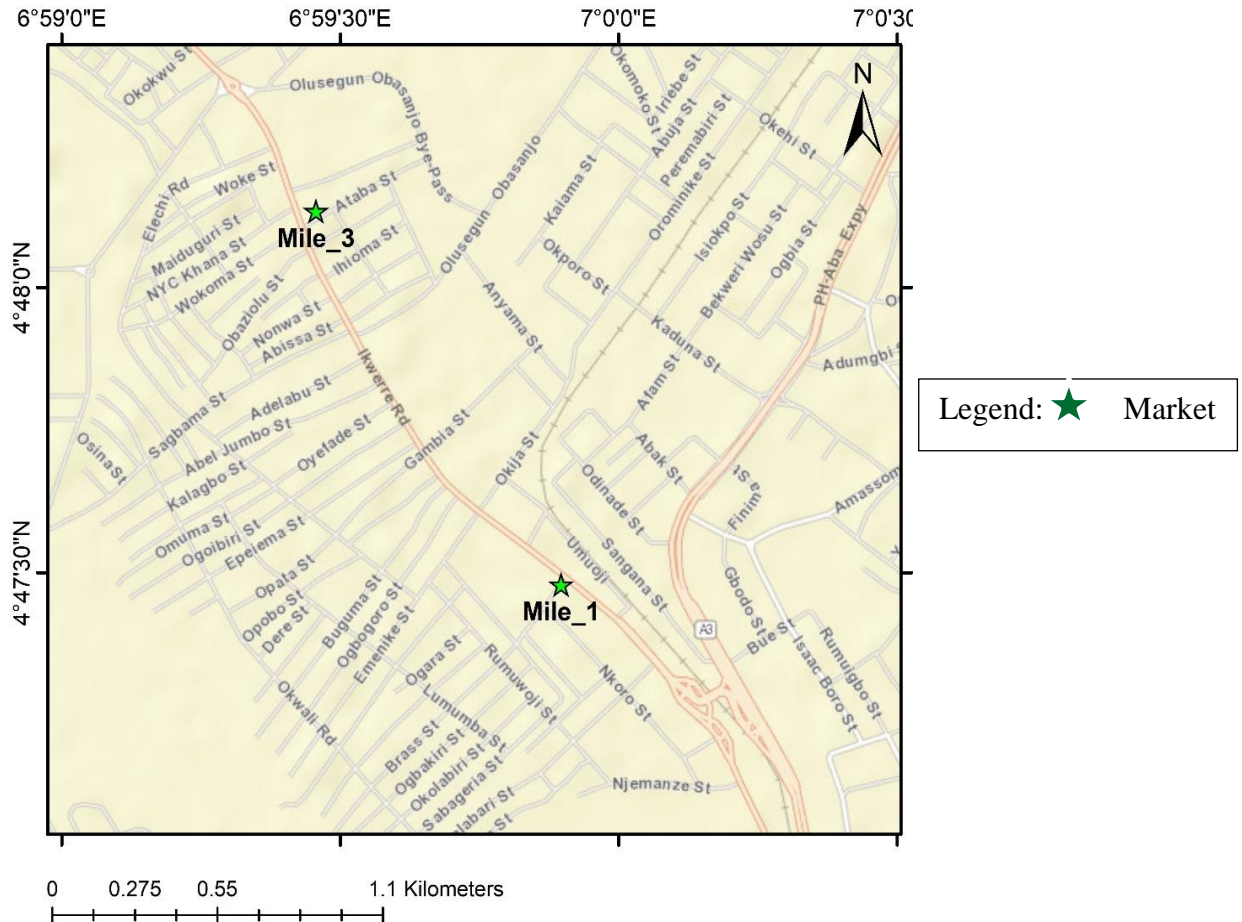 6°59'0"E 6°59'30"E 7°0'0"E
4°48'0"N
4°47'30"N
N
Okokwu St
Olusegun Obasanjo Bye-Pass
Okomoko St
Iriebe St
Abuja St
Peremabiri St
Okehi St
Orominike St
Elechi Rd
Woke St
Ataba St
Kaiama St
Olusegun Obasanjo
Mile_3
Isiokpo St
Bekweri Wosu St
Ogbia St
PH-Aba Expy
Maiduguri St
NYC Khana St
Wokoma St
Ihioma St
Okporo St
Obaziolu St
Nonwa St
Abissa St
Anyama St
Kaduna St
Ikwerre Rd
Adumgbi
Afam St
Adelabu St
Sagbama St
Abel Jumbo St
Oyefade St
Gambia St
Okija St
Osina St
Kalagbo St
Abak St
Odinade St
a St
Finim
Amassom
Omuma St
Ogoibiri St
Epeiema St
Umuoji
Sangana St
Mile_1
Opata St
Opobo St
Dere St
Buguma St
Ogbogoro St
Emenike St
Gbodo St
A3
Bue St
Isaac Boro St
Rumuigbo St
Ogara St
Rumuwoji St
Nkoro St
Okwali Rd
Lumumba St
Brass St
Ogbakiri St
Okolabiri St
Sabageria St
labari St
St
Njemanze St
Legend: Market
0 0.275 0.55 1.1 Kilometers